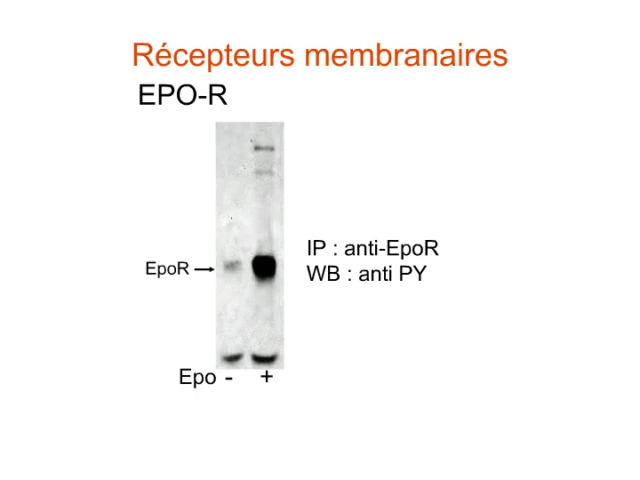 Récepteurs membranaires
EPO-R
IP : anti-EpoR
EpoR
WB : anti PY
Epo - +